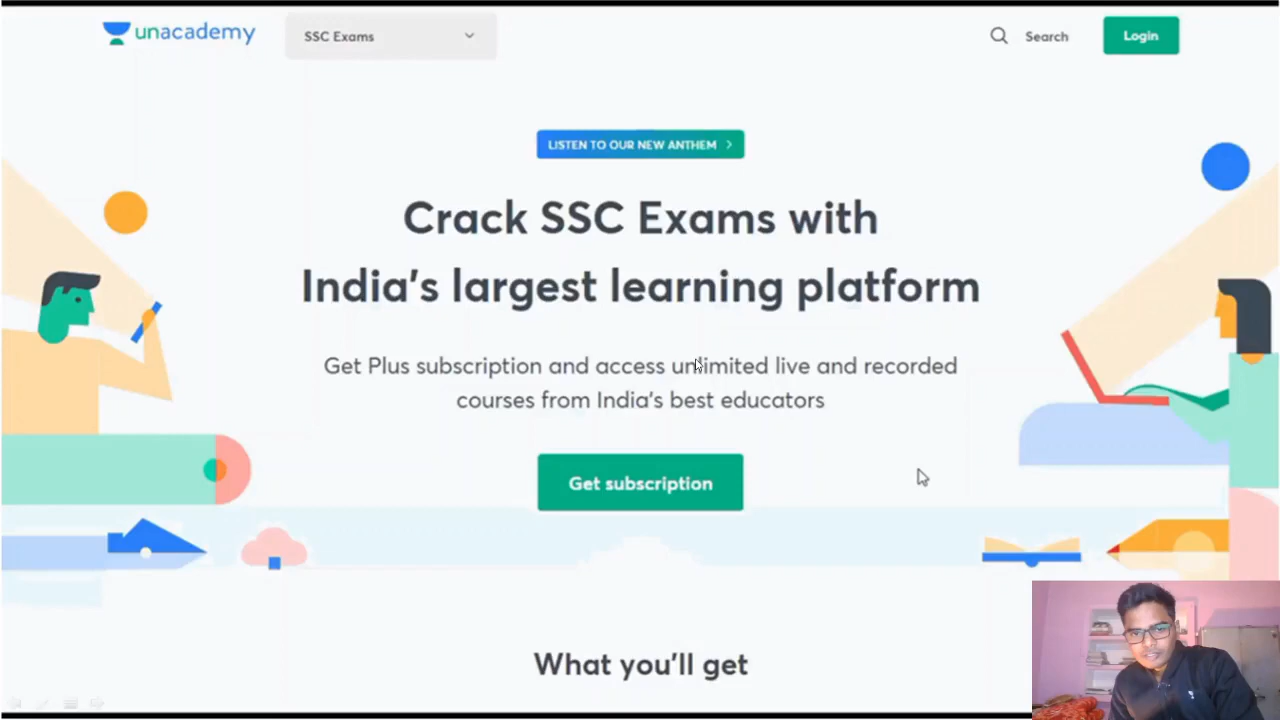 unacademy
SSC Exams
Search
Login
LISTEN TO OUR NEW ANTHEM
Crack SSC Exams with
India's largest learning platform
Get Plus subscription and access unlimited live and recorded
courses from India's best educators
Get subscription
What you'll get